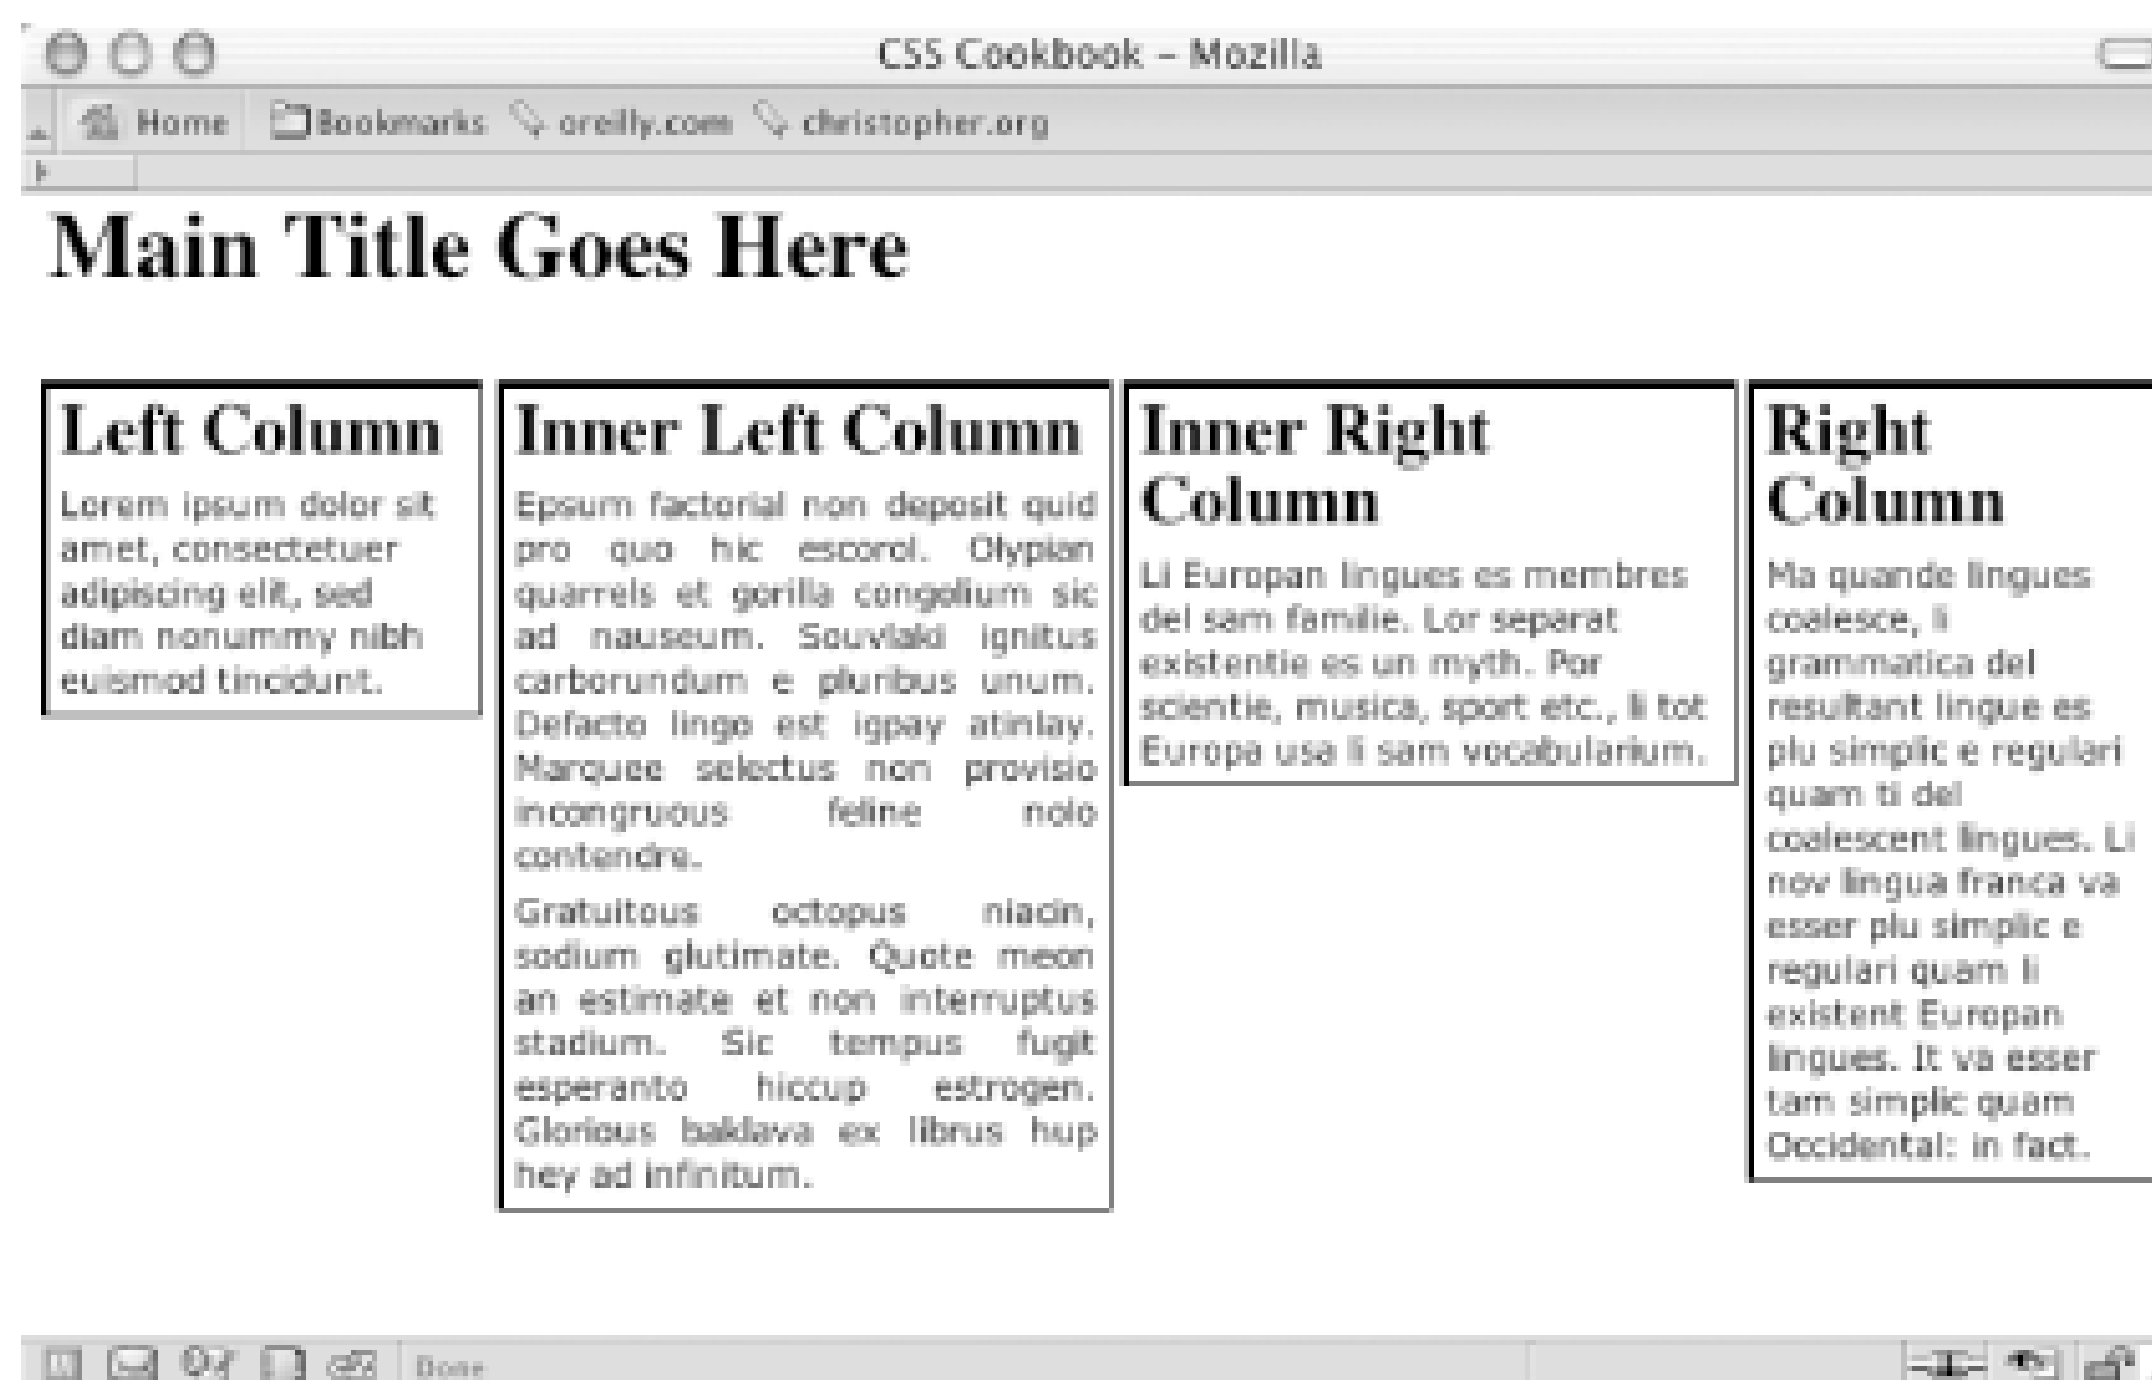 CSS Cookbook – Mozilla
Home Bookmarks oreilly.com christopher.org
Main Title Goes Here
Left Column
Lorem ipsum dolor sit
amet, consectetuer
adipiscing elit, sed
diam nonummy nibh
euismod tincidunt.
Inner Left Column
Epsum factorial non deposit quid
pro quo hic escorol. Olypian
quarrels et gorilla congolium sic
ad nauseum. Souvlaki ignitus
carborundum e pluribus unum.
Defacto lingo est igpay atinlay.
Marquee selectus non provisio
incongruous feline nolo
contendre.
Gratuitous octopus niacin,
sodium glutimate. Quote meon
an estimate et non interruptus
stadium. Sic tempus fugit
esperanto hiccup estrogen.
Glorious baklava ex librus hup
hey ad infinitum.
Inner Right
Column
Li Europan lingues es membres
del sam familie. Lor separat
existentie es un myth. Por
scientie, musica, sport etc., li tot
Europa usa li sam vocabularium.
Right
Column
Ma quande lingues
coalesce, li
grammatica del
resultant lingue es
plu simplic e regulari
quam ti del
coalescent lingues. Li
nov lingua franca va
esser plu simplic e
regulari quam li
existent Europan
lingues. It va esser
tam simplic quam
Occidental: in fact.
Done